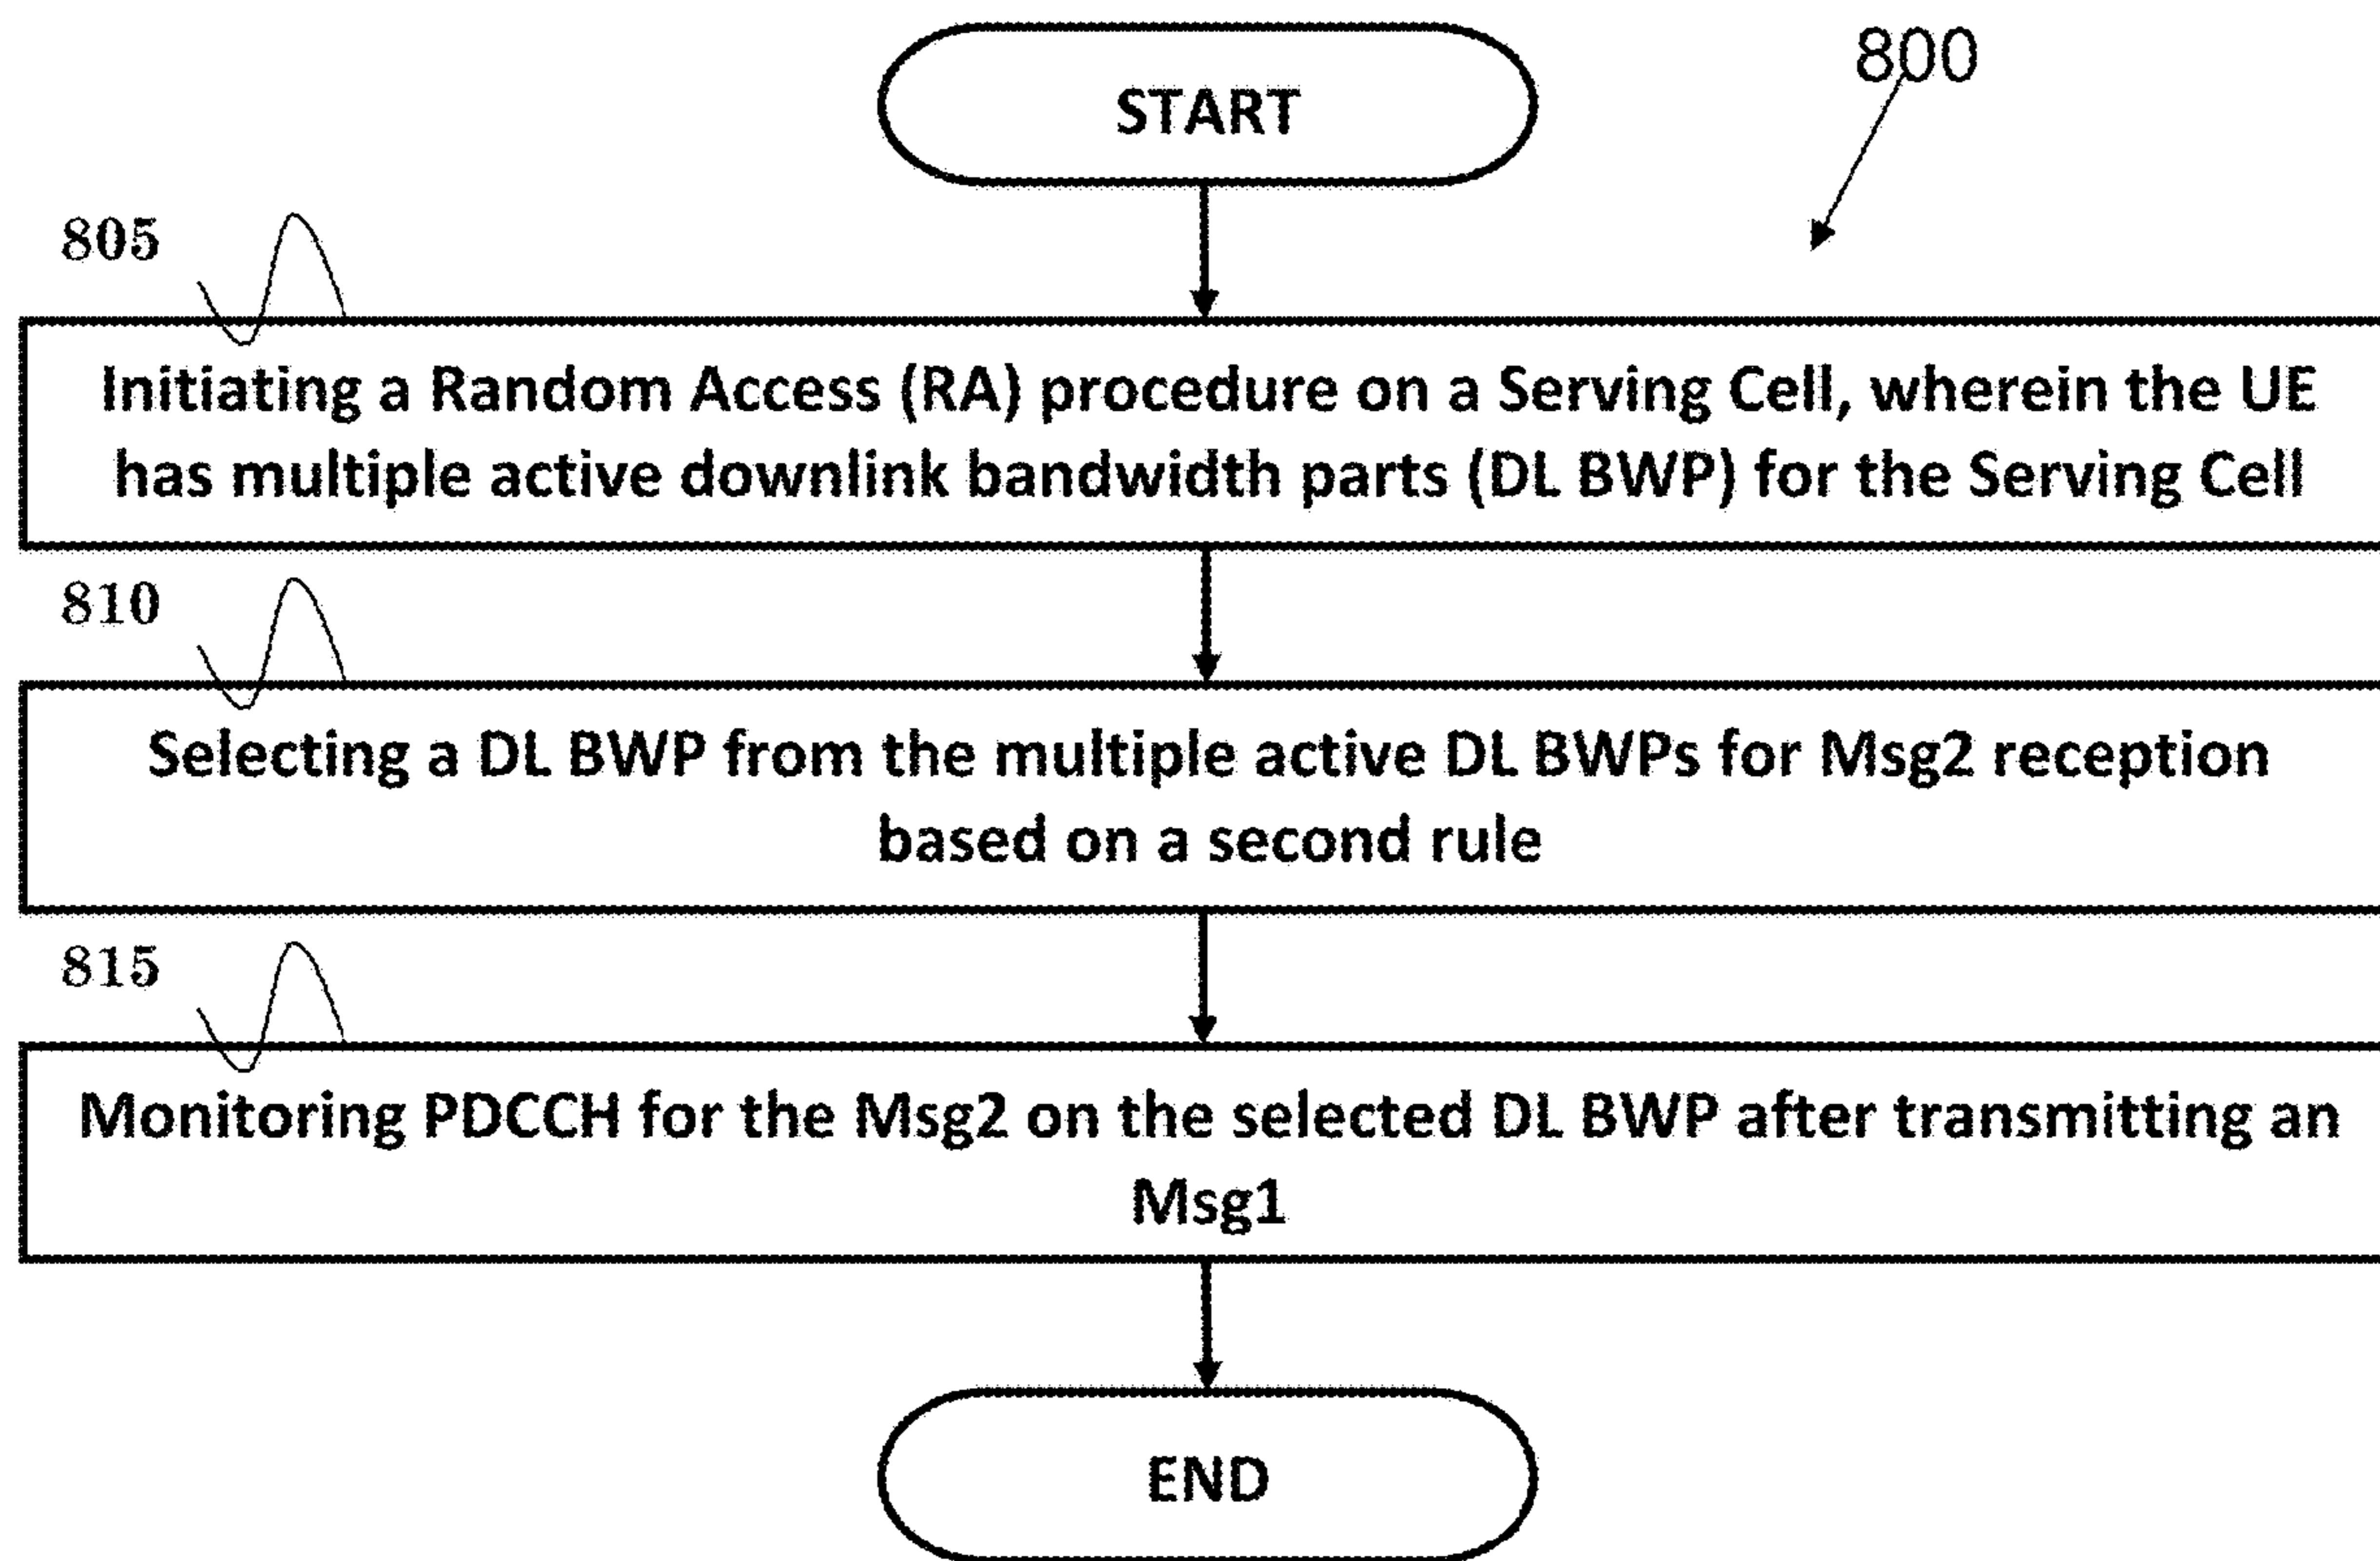 START
800
805
Initiating a Random Access (RA) procedure on a Serving Cell, wherein the UE
has multiple active downlink bandwidth parts (DL BWP) for the Serving Cell
810
Selecting a DL BWP from the multiple active DL BWPs for Msg2 reception
based on a second rule
815
Monitoring PDCCH for the Msg2 on the selected DL BWP after transmitting an
Msg1
END